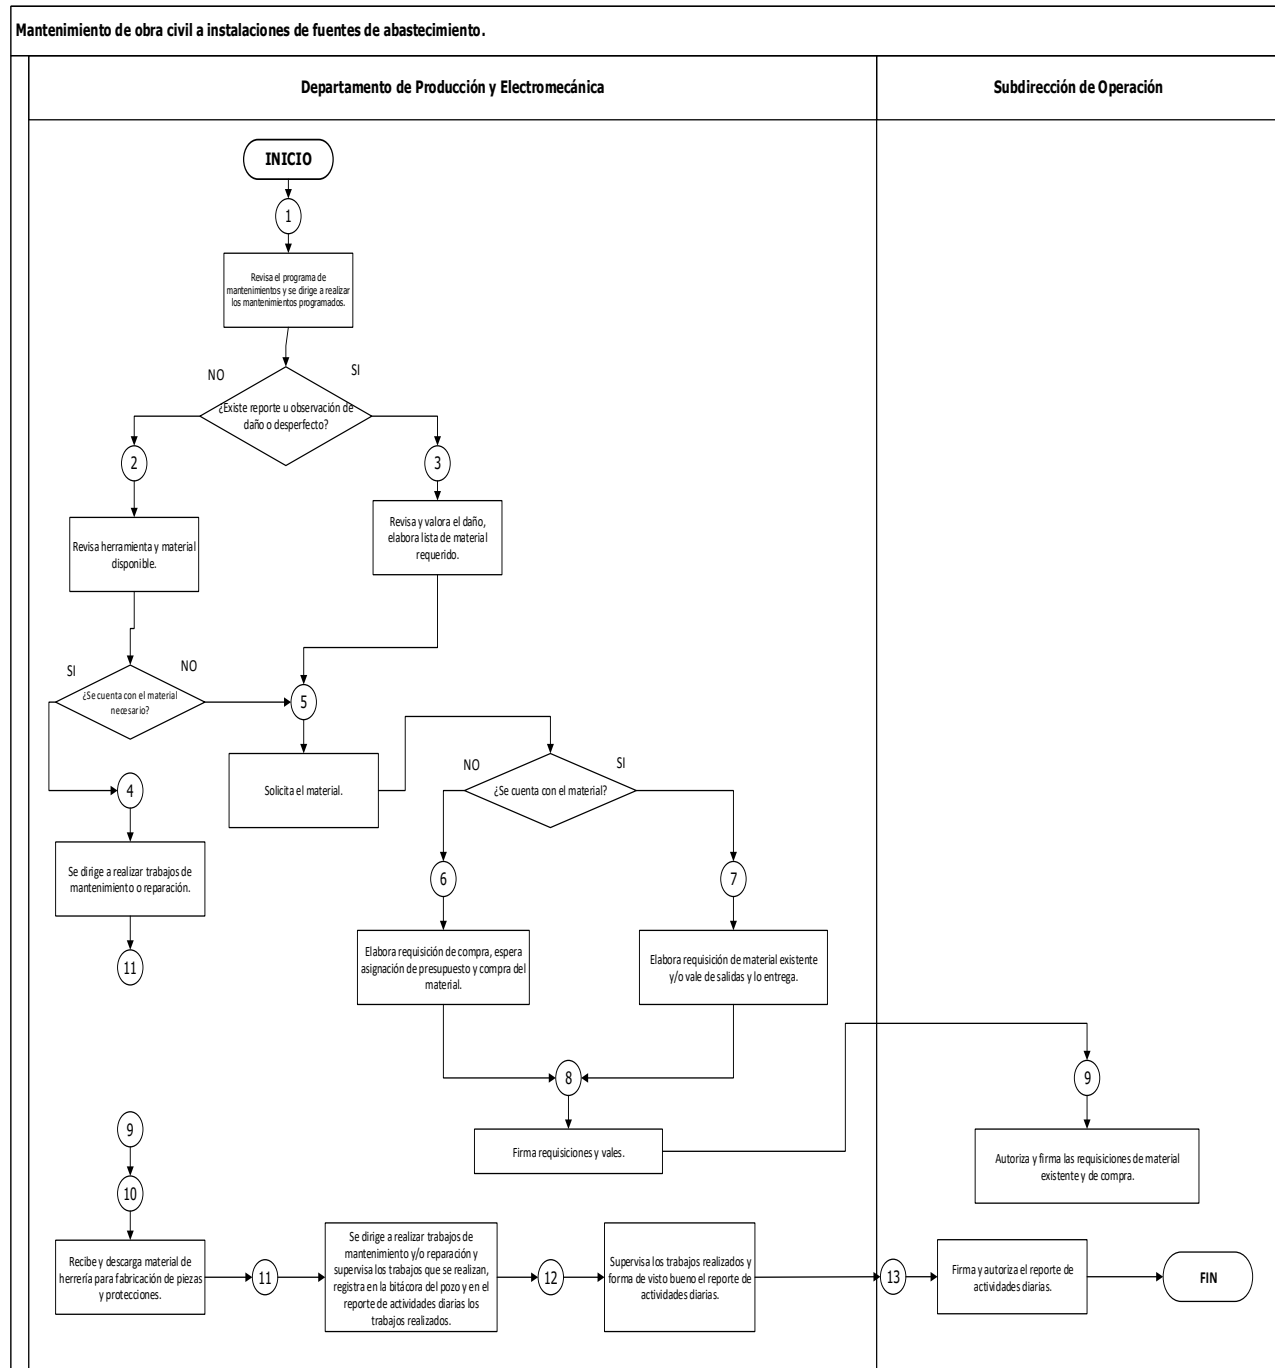 Mantenimiento de obra civil a instalaciones de fuentes de abastecimiento.
Departamento de Producción y Electromecánica
Subdirección de Operación
INICIO
1
Revisa el programa de
mantenimientos y se dirige a realizar
los mantenimientos programados.
NO
SI
¿Existe reporte u observación de
daño o desperfecto?
2
3
Revisa herramienta y material
disponible.
Revisa y valora el daño,
elabora lista de material
requerido.
SI
NO
¿Se cuenta con el material
necesario?
5
4
Solicita el material.
NO
SI
¿Se cuenta con el material?
Se dirige a realizar trabajos de
mantenimiento o reparación.
6
7
11
Elabora requisición de compra, espera
asignación de presupuesto y compra del
material.
Elabora requisición de material existente
y/o vale de salidas y lo entrega.
8
9
Firma requisiciones y vales.
Autoriza y firma las requisiciones de material
existente y de compra.
9
10
Recibe y descarga material de
herrería para fabricación de piezas
y protecciones.
11
Se dirige a realizar trabajos de
mantenimiento y/o reparación y
supervisa los trabajos que se realizan,
registra en la bitácora del pozo y en el
reporte de actividades diarias los
trabajos realizados.
12
Supervisa los trabajos realizados y
forma de visto bueno el reporte de
actividades diarias.
13
Firma y autoriza el reporte de
actividades diarias.
FIN